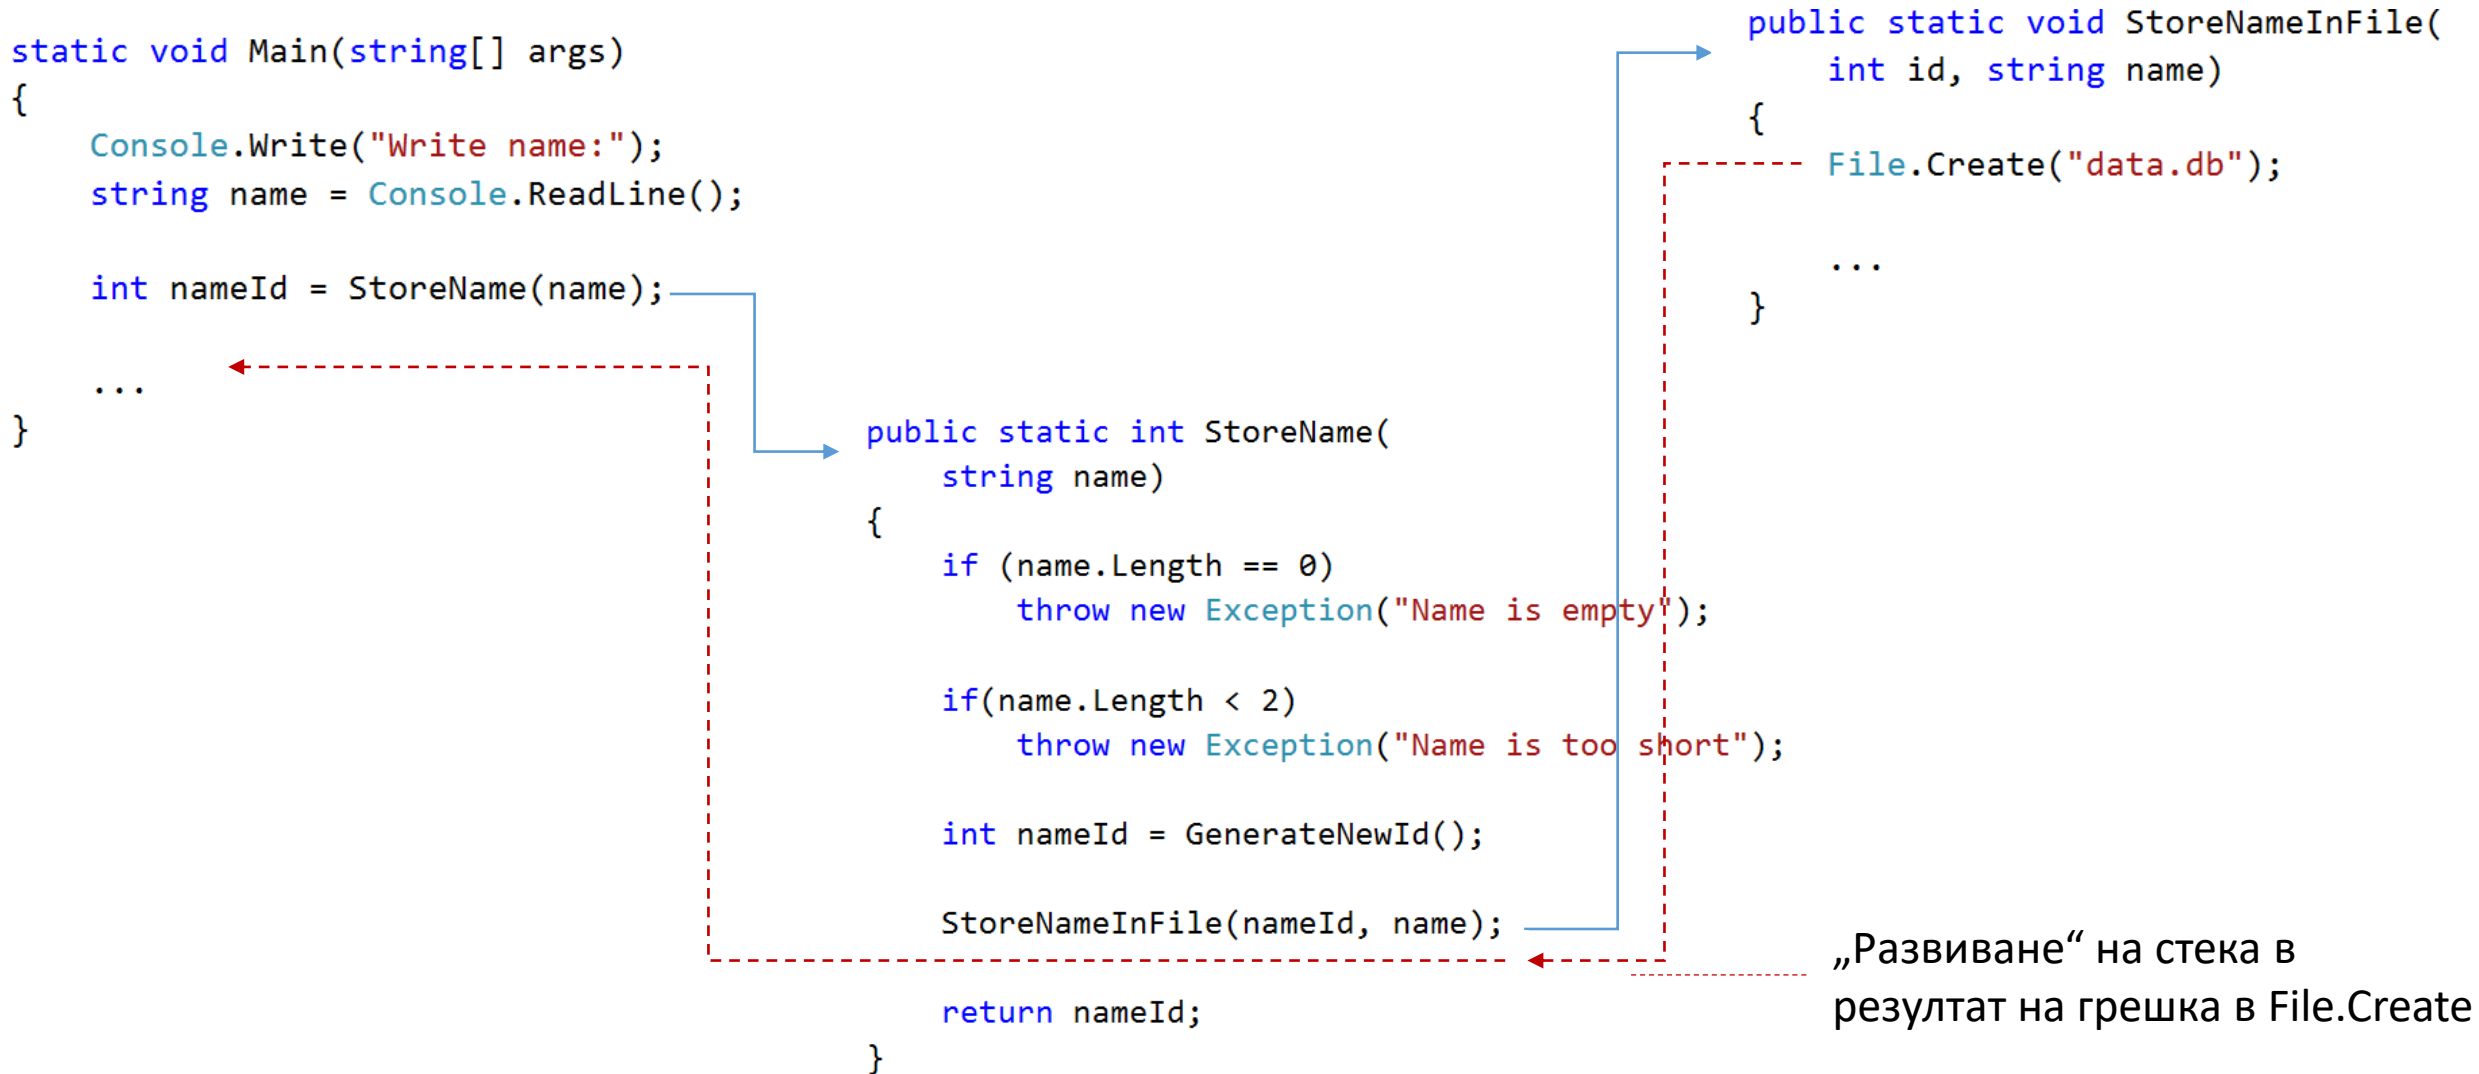 static void Main(string[] args)
{
    Console.Write("Write name:");
    string name = Console.ReadLine();
    int nameId = StoreName(name);
    ...
}
public static int StoreName(
    string name)
{
    if (name.Length == 0)
        throw new Exception("Name is empty");
    if(name.Length < 2)
        throw new Exception("Name is too short");
    int nameId = GenerateNewId();
    StoreNameInFile(nameId, name);
    return nameId;
}
public static void StoreNameInFile(
    int id, string name)
{
    File.Create("data.db");
    ...
}
„Развиване“ на стека в
резултат на грешка в File.Create